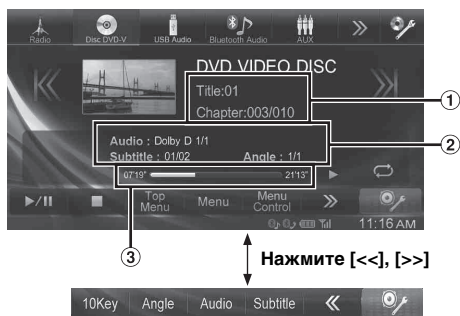 Radio Disc DVD-V USB Audio Bluetooth Audio AUX »
DVD VIDEO DISC
Title:01
Chapter:003/010
①
Audio : Dolby D 1/1
②
Subtitle : 01/02 Angle : 1/1
07'19" 21'13"
Top Menu Menu Menu Control »
11:16 AM
③
Нажмите [<<], [>>]
10Key Angle Audio Subtitle «